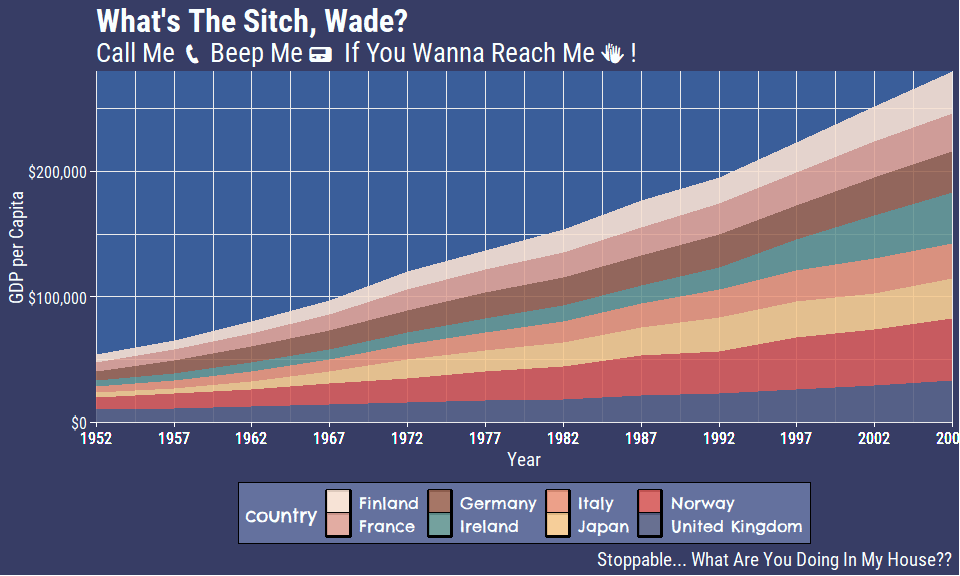 What's The Sitch, Wade?
Call Me 📞 Beep Me 📟 If You Wanna Reach Me 👋 !
GDP per Capita
$200,000
$100,000
$0
1952 1957 1962 1967 1972 1977 1982 1987 1992 1997 2002 200
Year
country
Finland Germany Italy Norway
France Ireland Japan United Kingdom
Stoppable... What Are You Doing In My House??